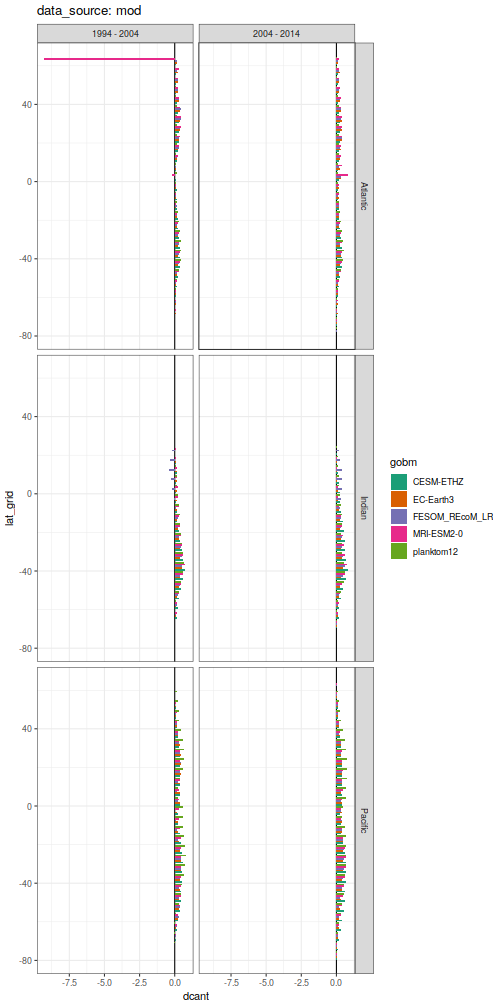 data_source: mod
1994 - 2004
2004 - 2014
40
0
-40
-80
Atlantic
40
0
-40
-80
Indian
40
0
-40
-80
Pacific
lat_grid
-7.5
-5.0
-2.5
0.0
-7.5
-5.0
-2.5
0.0
dcant
gobm
CESM-ETHZ
EC-Earth3
FESOM_REcoM_LR
MRI-ESM2-0
planktom12